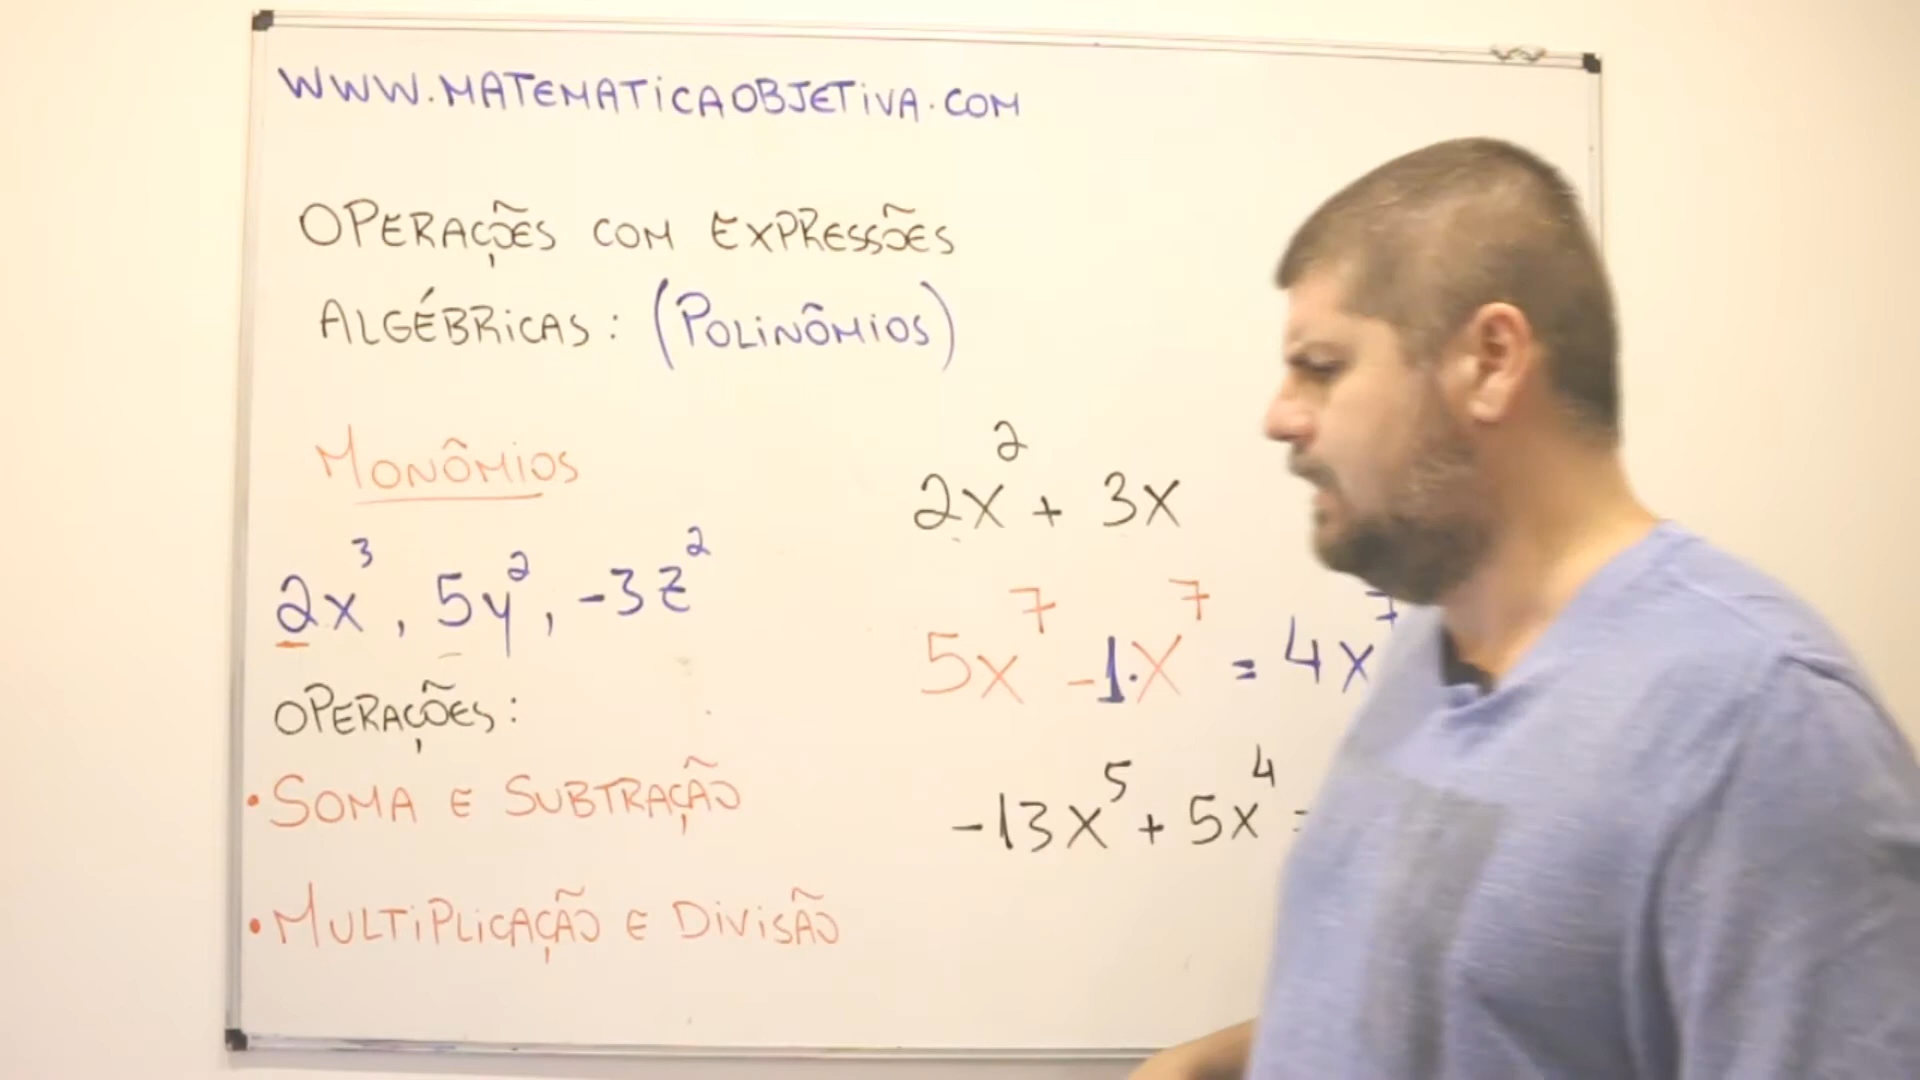 WWW.MATEMATICAOBJETIVA.COM
OPERAÇÕES COM EXPRESSÕES
ALGÉBRICAS: (POLINÔMIOS)
MONÔMIOS
2x³, 5y², -3z²
OPERAÇÕES:
• SOMA E SUBTRAÇÃO
• MULTIPLICAÇÃO E DIVISÃO
2x² + 3x
5x⁷ - 1·x⁷ = 4x⁷
-13x⁵ + 5x⁴ =